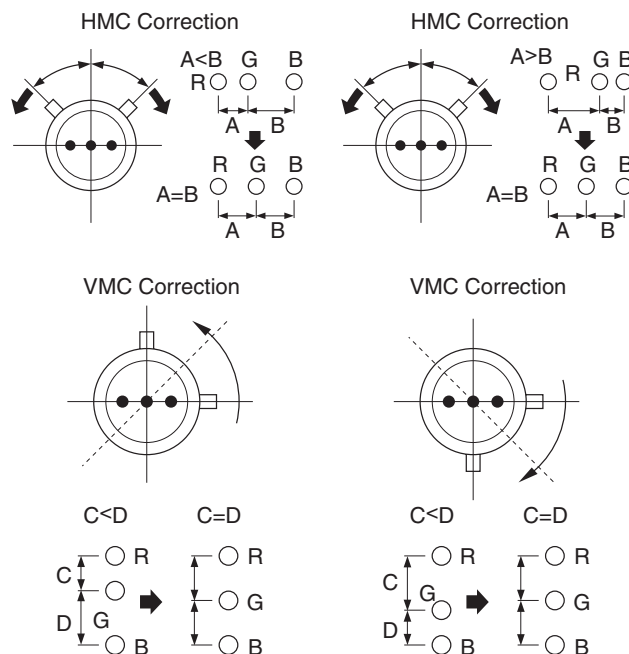 HMC Correction
A<B G B
R
A B
R G B
A=B
A B
HMC Correction
A>B G B
R
A B
R G B
A=B
A B
VMC Correction
C<D C=D
R R
C
G
D G
B B
VMC Correction
C<D C=D
R R
C
G G
D
B B